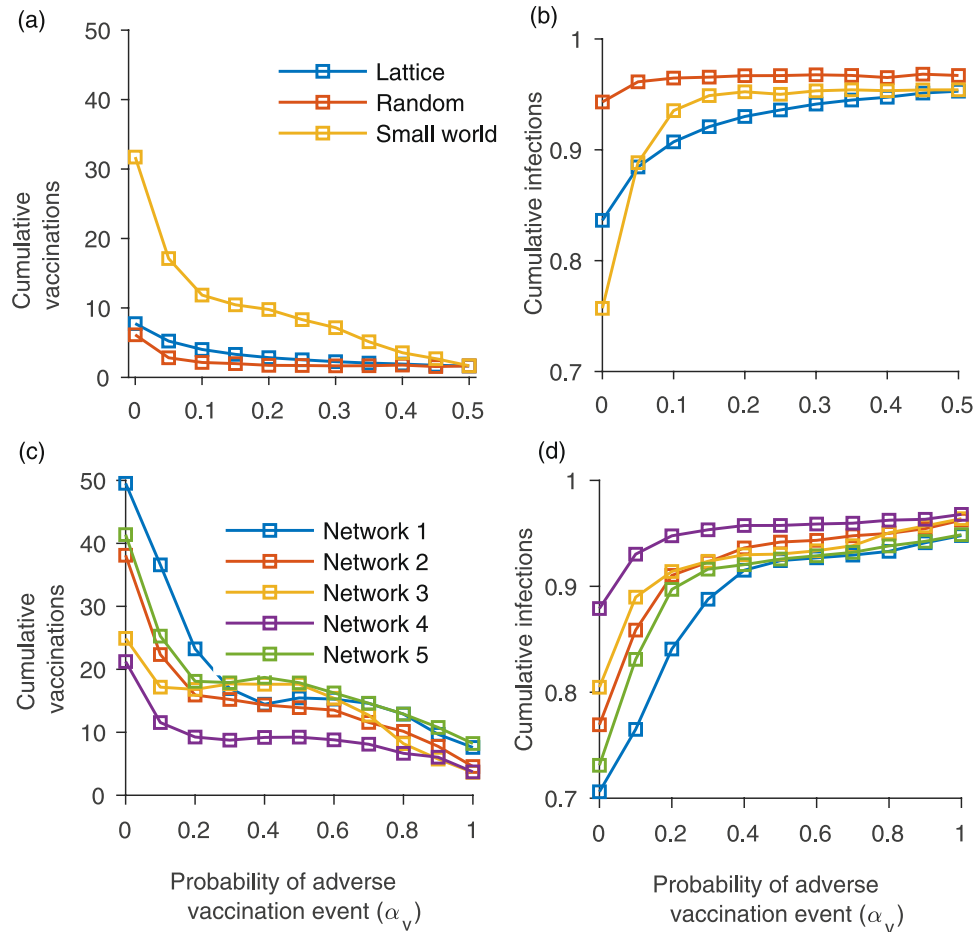 (a)
50
40
30
20
10
0
Cumulative
vaccinations
Lattice
Random
Small world
0 0.1 0.2 0.3 0.4 0.5
(b)
1
0.9
0.8
0.7
Cumulative infections
0 0.1 0.2 0.3 0.4 0.5
(c)
50
40
30
20
10
0
Cumulative
vaccinations
Network 1
Network 2
Network 3
Network 4
Network 5
0 0.2 0.4 0.6 0.8 1
Probability of adverse
vaccination event (αv)
(d)
1
0.9
0.8
0.7
Cumulative infections
0 0.2 0.4 0.6 0.8 1
Probability of adverse
vaccination event (αv)